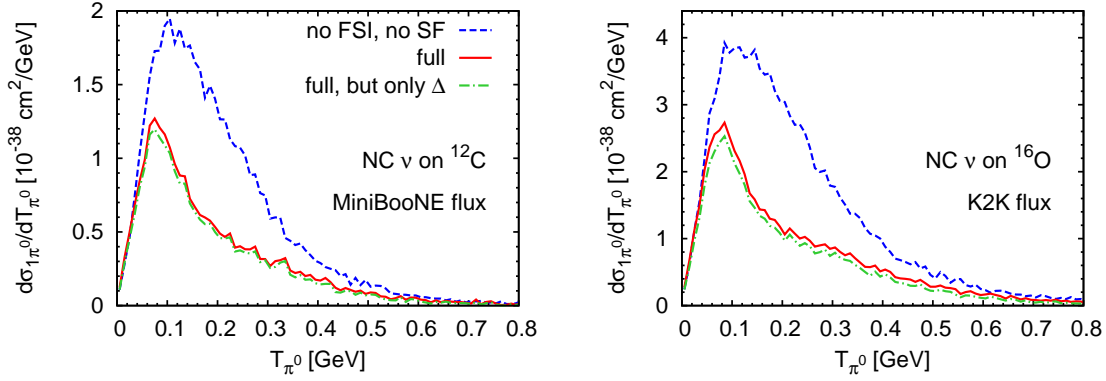 dσ₁π⁰/dTπ⁰ [10⁻³⁸ cm²/GeV]
2
1.5
1
0.5
0
no FSI, no SF
full
full, but only Δ
NC ν on ¹²C
MiniBooNE flux
0 0.1 0.2 0.3 0.4 0.5 0.6 0.7 0.8
Tπ⁰ [GeV]
dσ₁π⁰/dTπ⁰ [10⁻³⁸ cm²/GeV]
4
3
2
1
0
NC ν on ¹⁶O
K2K flux
0 0.1 0.2 0.3 0.4 0.5 0.6 0.7 0.8
Tπ⁰ [GeV]